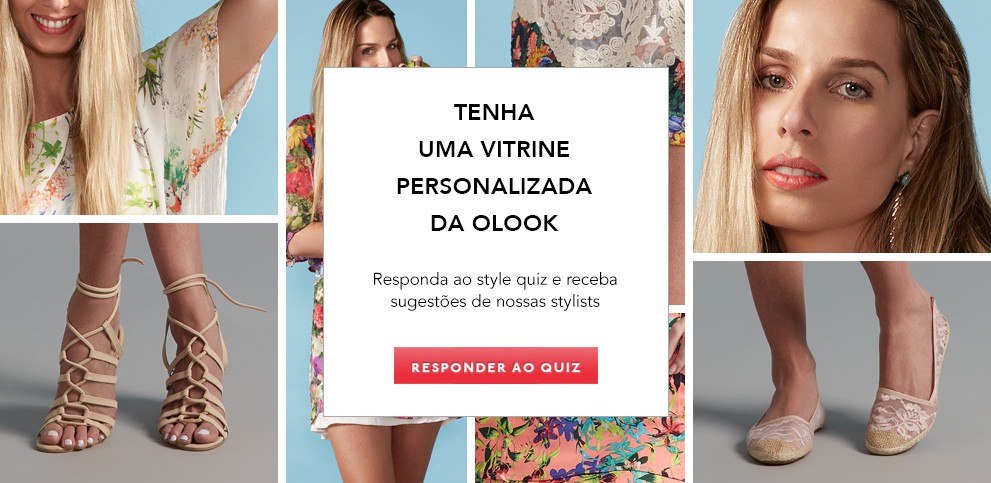 TENHA
UMA VITRINE
PERSONALIZADA
DA OLOOK
Responda ao style quiz e receba
sugestões de nossas stylists
RESPONDER AO QUIZ